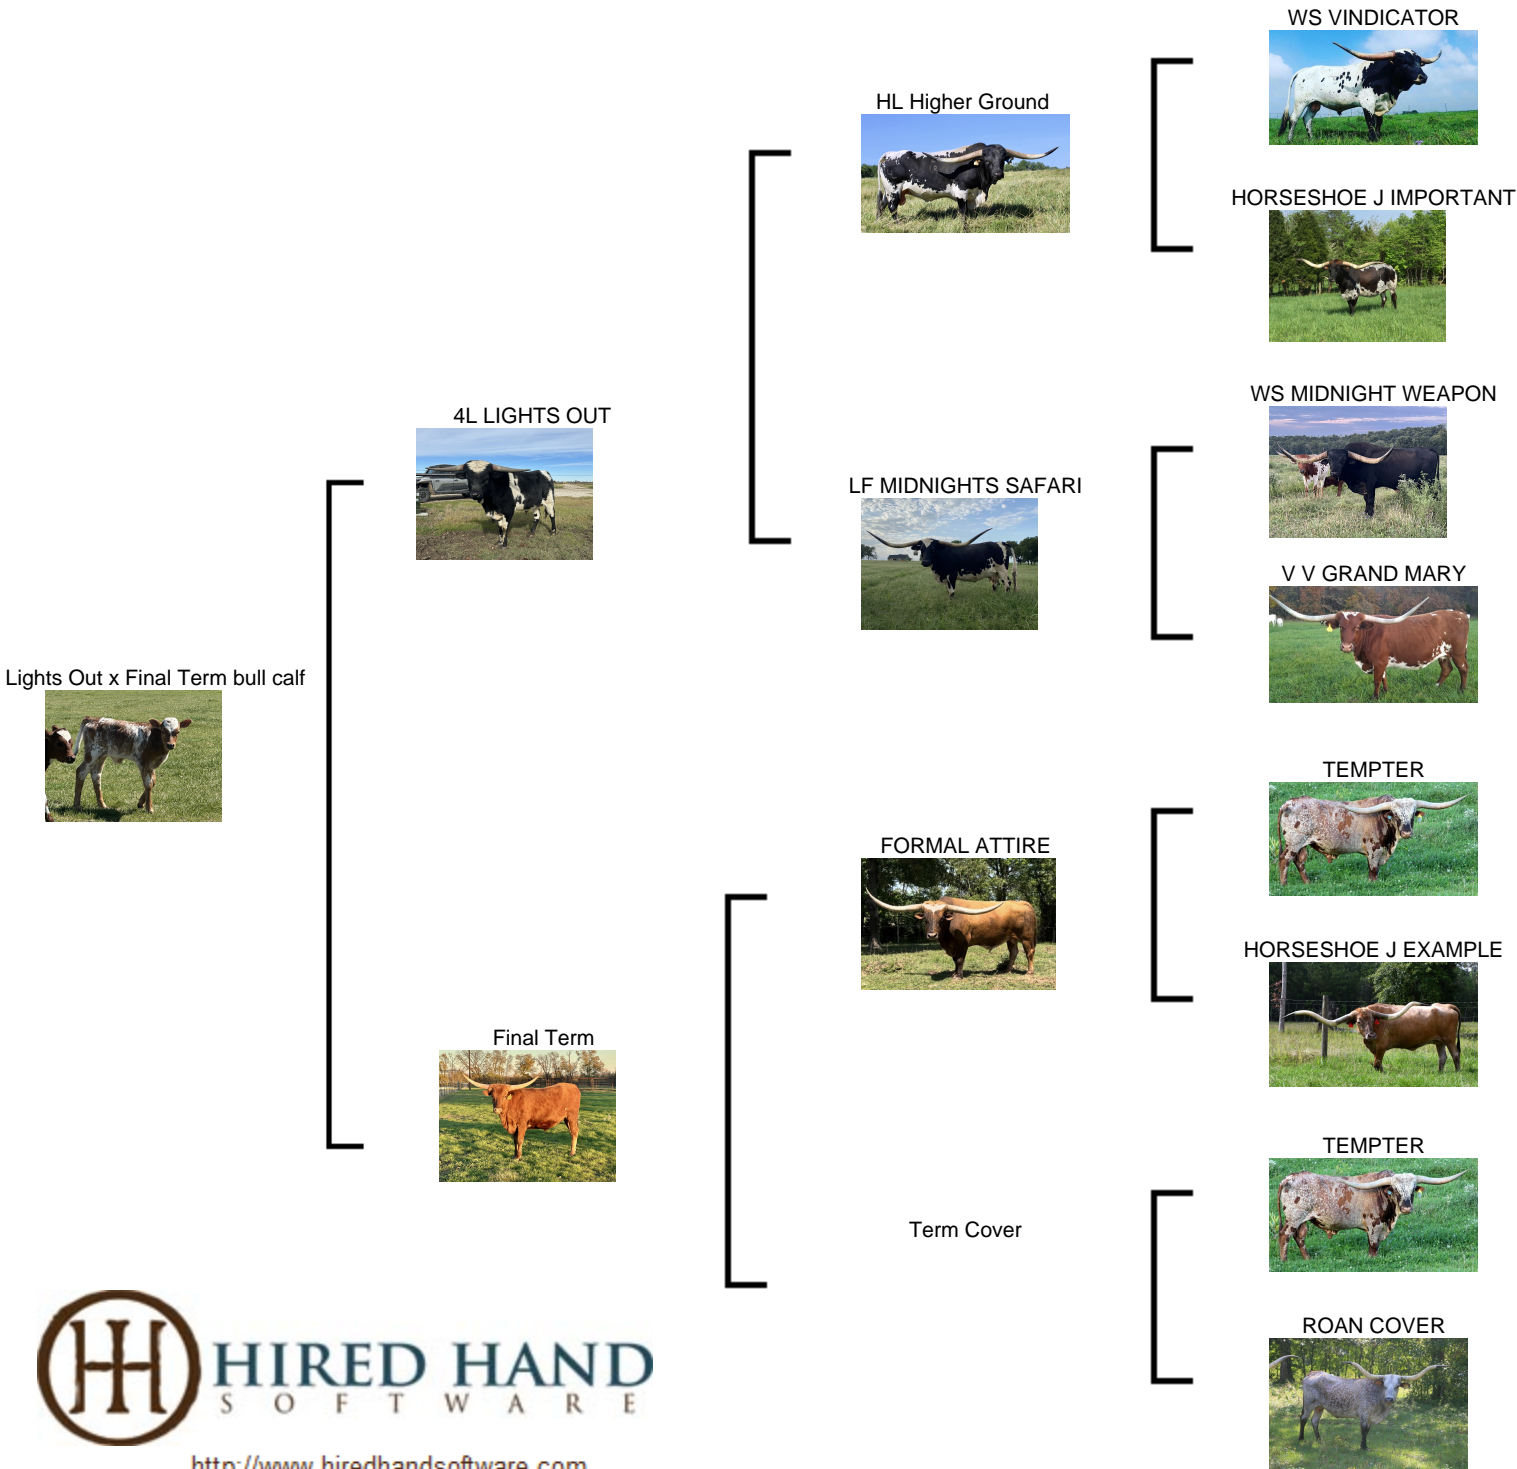 WS VINDICATOR
HL Higher Ground
HORSESHOE J IMPORTANT
4L LIGHTS OUT
WS MIDNIGHT WEAPON
LF MIDNIGHTS SAFARI
V V GRAND MARY
Lights Out x Final Term bull calf
TEMPTER
FORMAL ATTIRE
HORSESHOE J EXAMPLE
Final Term
TEMPTER
Term Cover
ROAN COVER
HIRED HAND
SOFTWARE
http://www.hiredhandsoftware.com